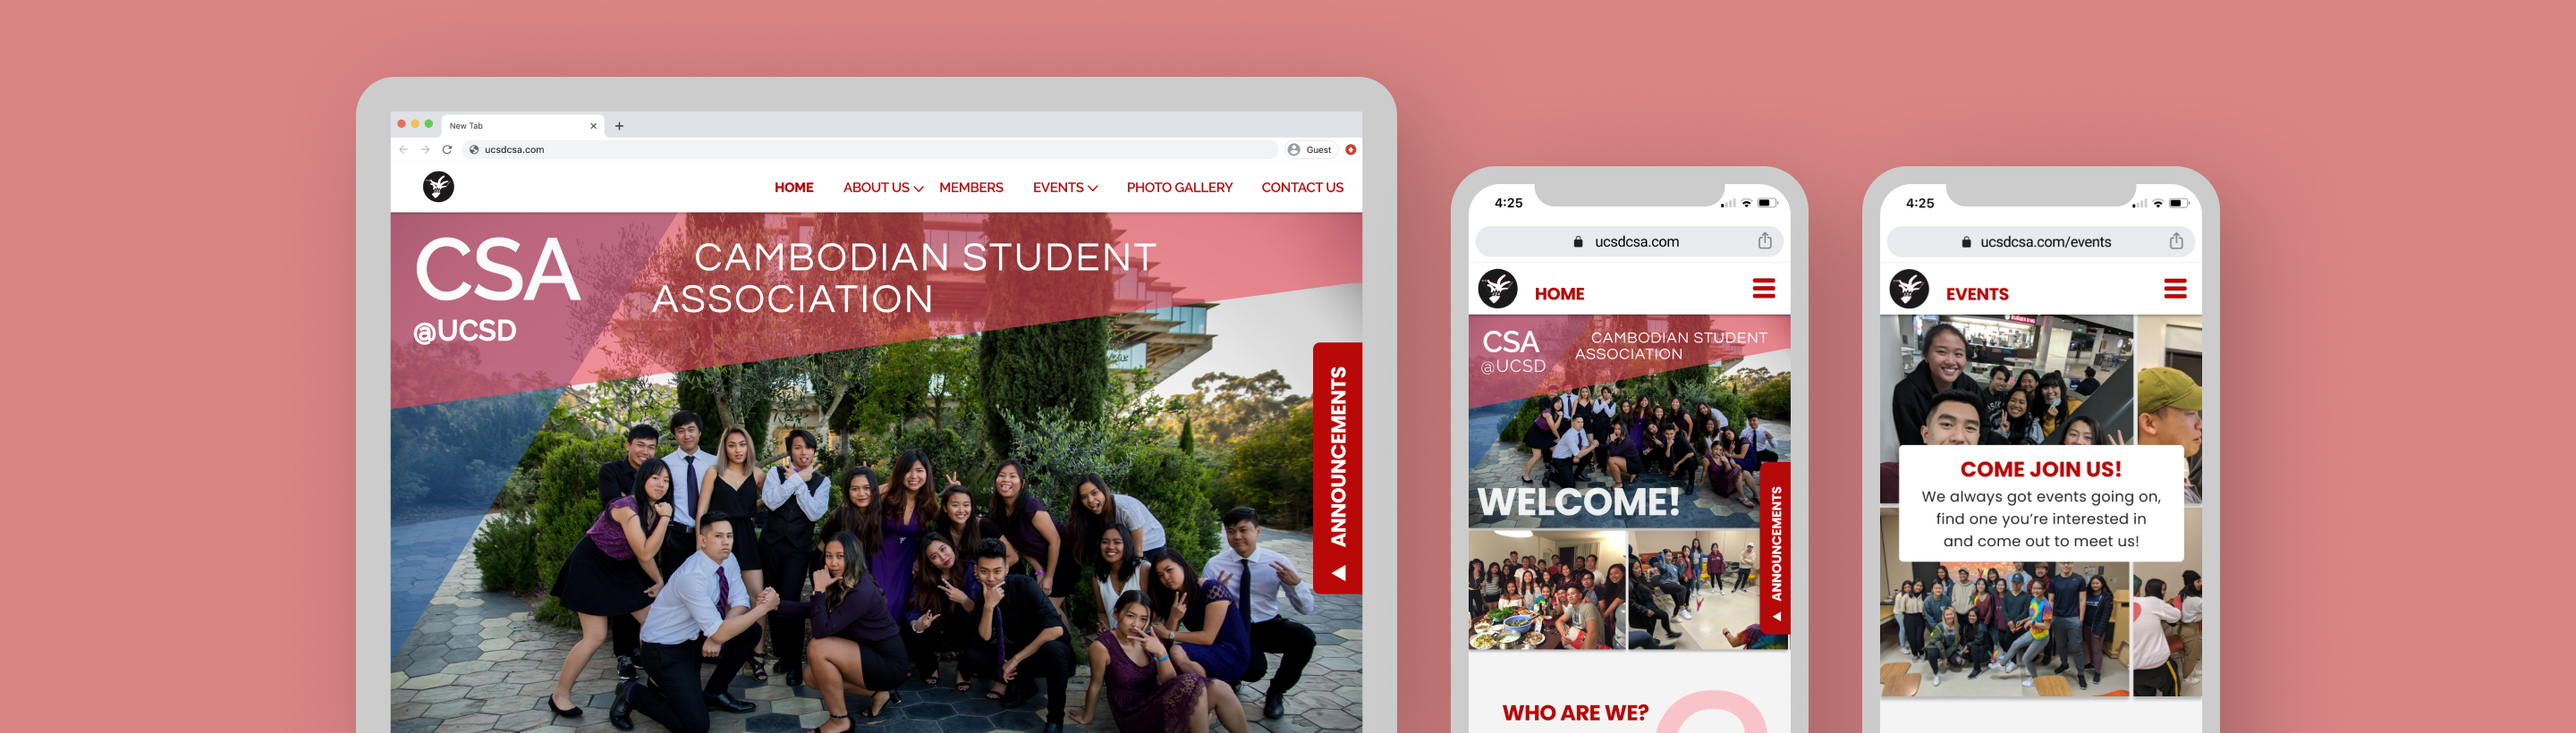 New Tab
ucsdcsa.com
Guest
HOME
ABOUT US
MEMBERS
EVENTS
PHOTO GALLERY
CONTACT US
CSA
@UCSD
CAMBODIAN STUDENT
ASSOCIATION
ANNOUNCEMENTS
4:25
ucsdcsa.com
HOME
CSA
@UCSD
CAMBODIAN STUDENT
ASSOCIATION
WELCOME!
ANNOUNCEMENTS
WHO ARE WE?
4:25
ucsdcsa.com/events
EVENTS
COME JOIN US!
We always got events going on,
find one you're interested in
and come out to meet us!